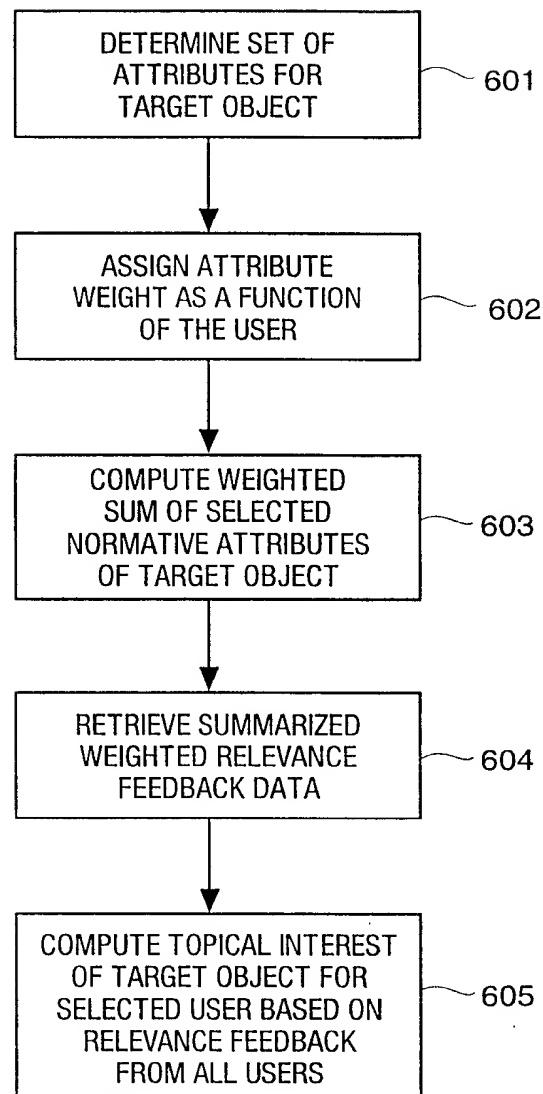 DETERMINE SET OF
ATTRIBUTES FOR
TARGET OBJECT
601
ASSIGN ATTRIBUTE
WEIGHT AS A FUNCTION
OF THE USER
602
COMPUTE WEIGHTED
SUM OF SELECTED
NORMATIVE ATTRIBUTES
OF TARGET OBJECT
603
RETRIEVE SUMMARIZED
WEIGHTED RELEVANCE
FEEDBACK DATA
604
COMPUTE TOPICAL INTEREST
OF TARGET OBJECT FOR
SELECTED USER BASED ON
RELEVANCE FEEDBACK
FROM ALL USERS
605